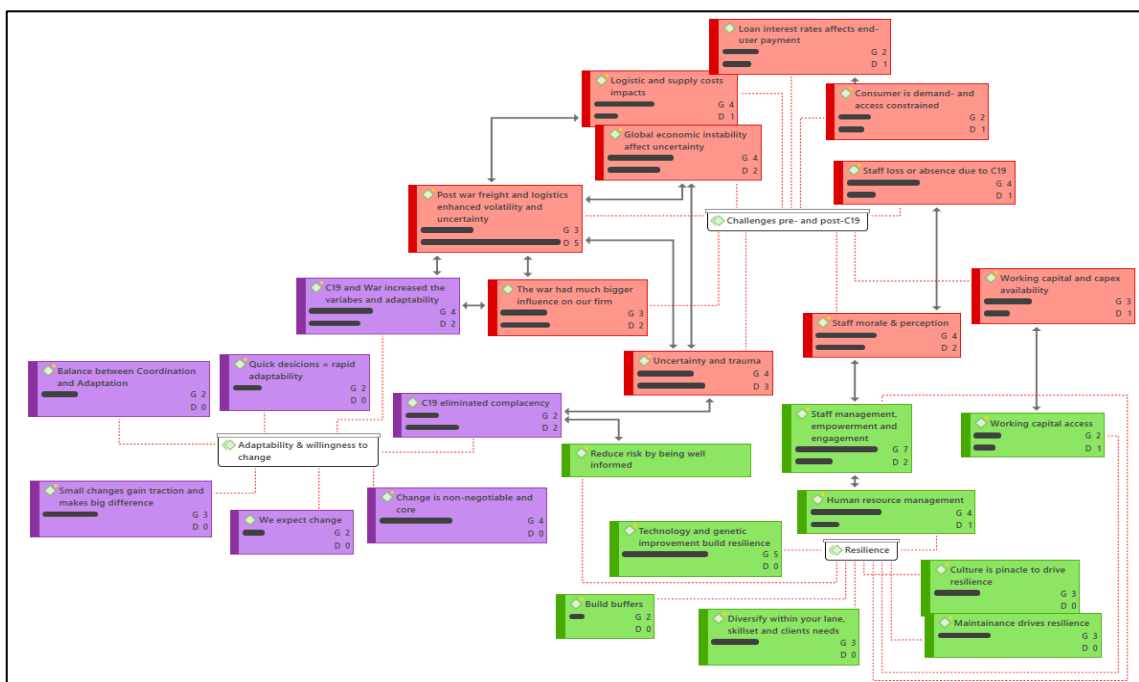 Loan interest rates affects end-
user payment
G 2
D 1
Logistic and supply costs
impacts
G 4
D 1
Consumer is demand- and
access constrained
G 2
D 1
Global economic instability
affect uncertainty
G 4
D 2
Staff loss or absence due to C19
G 4
D 1
Post war freight and logistics
enhanced volatility and
uncertainty
G 3
D 5
Challenges pre- and post-C19
C19 and War increased the
variabes and adaptability
G 4
D 2
The war had much bigger
influence on our firm
G 3
D 2
Working capital and capex
availability
G 3
D 1
Staff morale & perception
G 4
D 2
Balance between Coordination
and Adaptation
G 2
D 0
Quick desicions = rapid
adaptability
G 2
D 0
Uncertainty and trauma
G 4
D 3
C19 eliminated complacency
G 2
D 2
Staff management,
empowerment and
engagement
G 7
D 2
Working capital access
G 2
D 1
Adaptability & willingness to
change
Reduce risk by being well
informed
Small changes gain traction and
makes big difference
G 3
D 0
We expect change
G 2
D 0
Change is non-negotiable and
core
G 4
D 0
Human resource management
G 4
D 1
Technology and genetic
improvement build resilience
G 5
D 0
Resilience
Culture is pinacle to drive
resilience
G 3
D 0
Build buffers
G 2
D 0
Diversify within your lane,
skillset and clients needs
G 3
D 0
Maintainance drives resilience
G 3
D 0